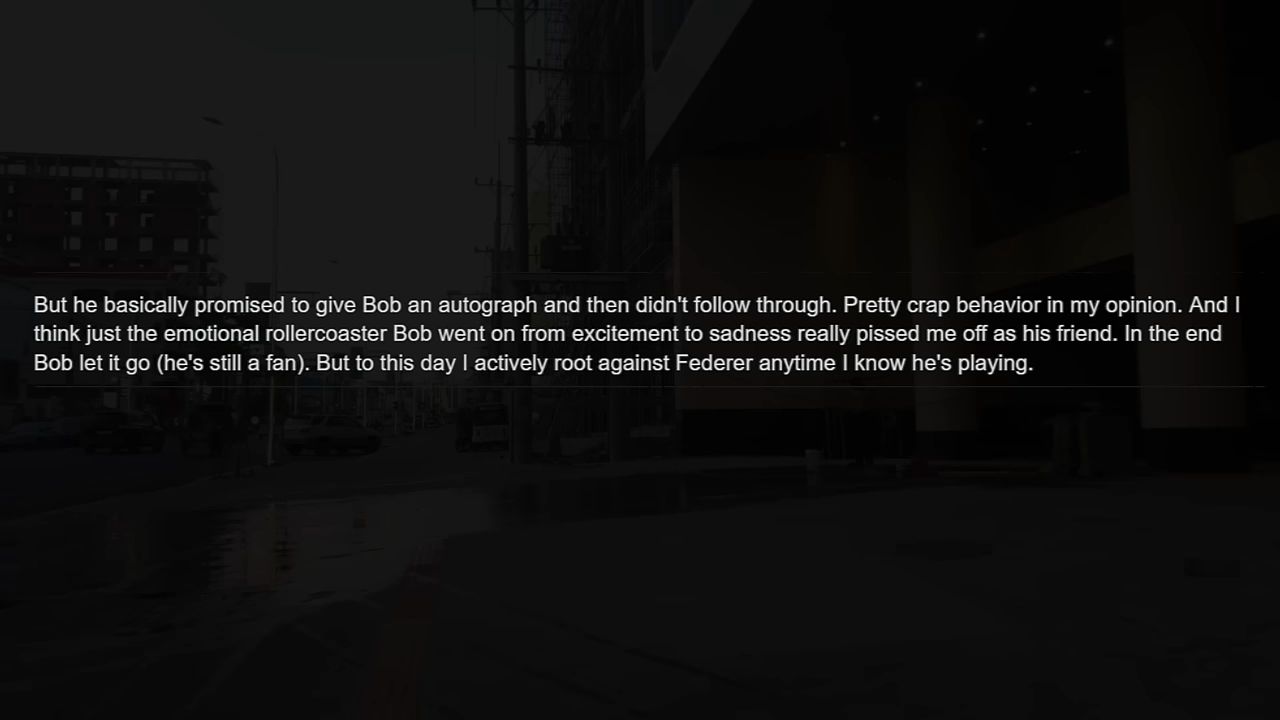 But he basically promised to give Bob an autograph and then didn't follow through. Pretty crap behavior in my opinion. And I
think just the emotional rollercoaster Bob went on from excitement to sadness really pissed me off as his friend. In the end
Bob let it go (he's still a fan). But to this day I actively root against Federer anytime I know he's playing.